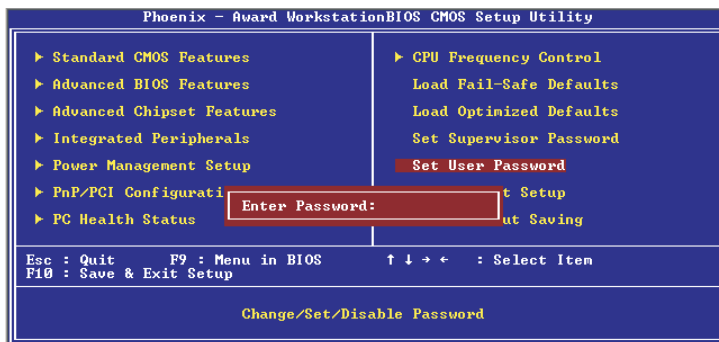 Phoenix - Award WorkstationBIOS CMOS Setup Utility
Standard CMOS Features
Advanced BIOS Features
Advanced Chipset Features
Integrated Peripherals
Power Management Setup
PnP/PCI Configurati
PC Health Status
CPU Frequency Control
Load Fail-Safe Defaults
Load Optimized Defaults
Set Supervisor Password
Set User Password
t Setup
ut Saving
Enter Password:
Esc : Quit F9 : Menu in BIOS ↑ ↓ → ← : Select Item
F10 : Save & Exit Setup
Change/Set/Disable Password